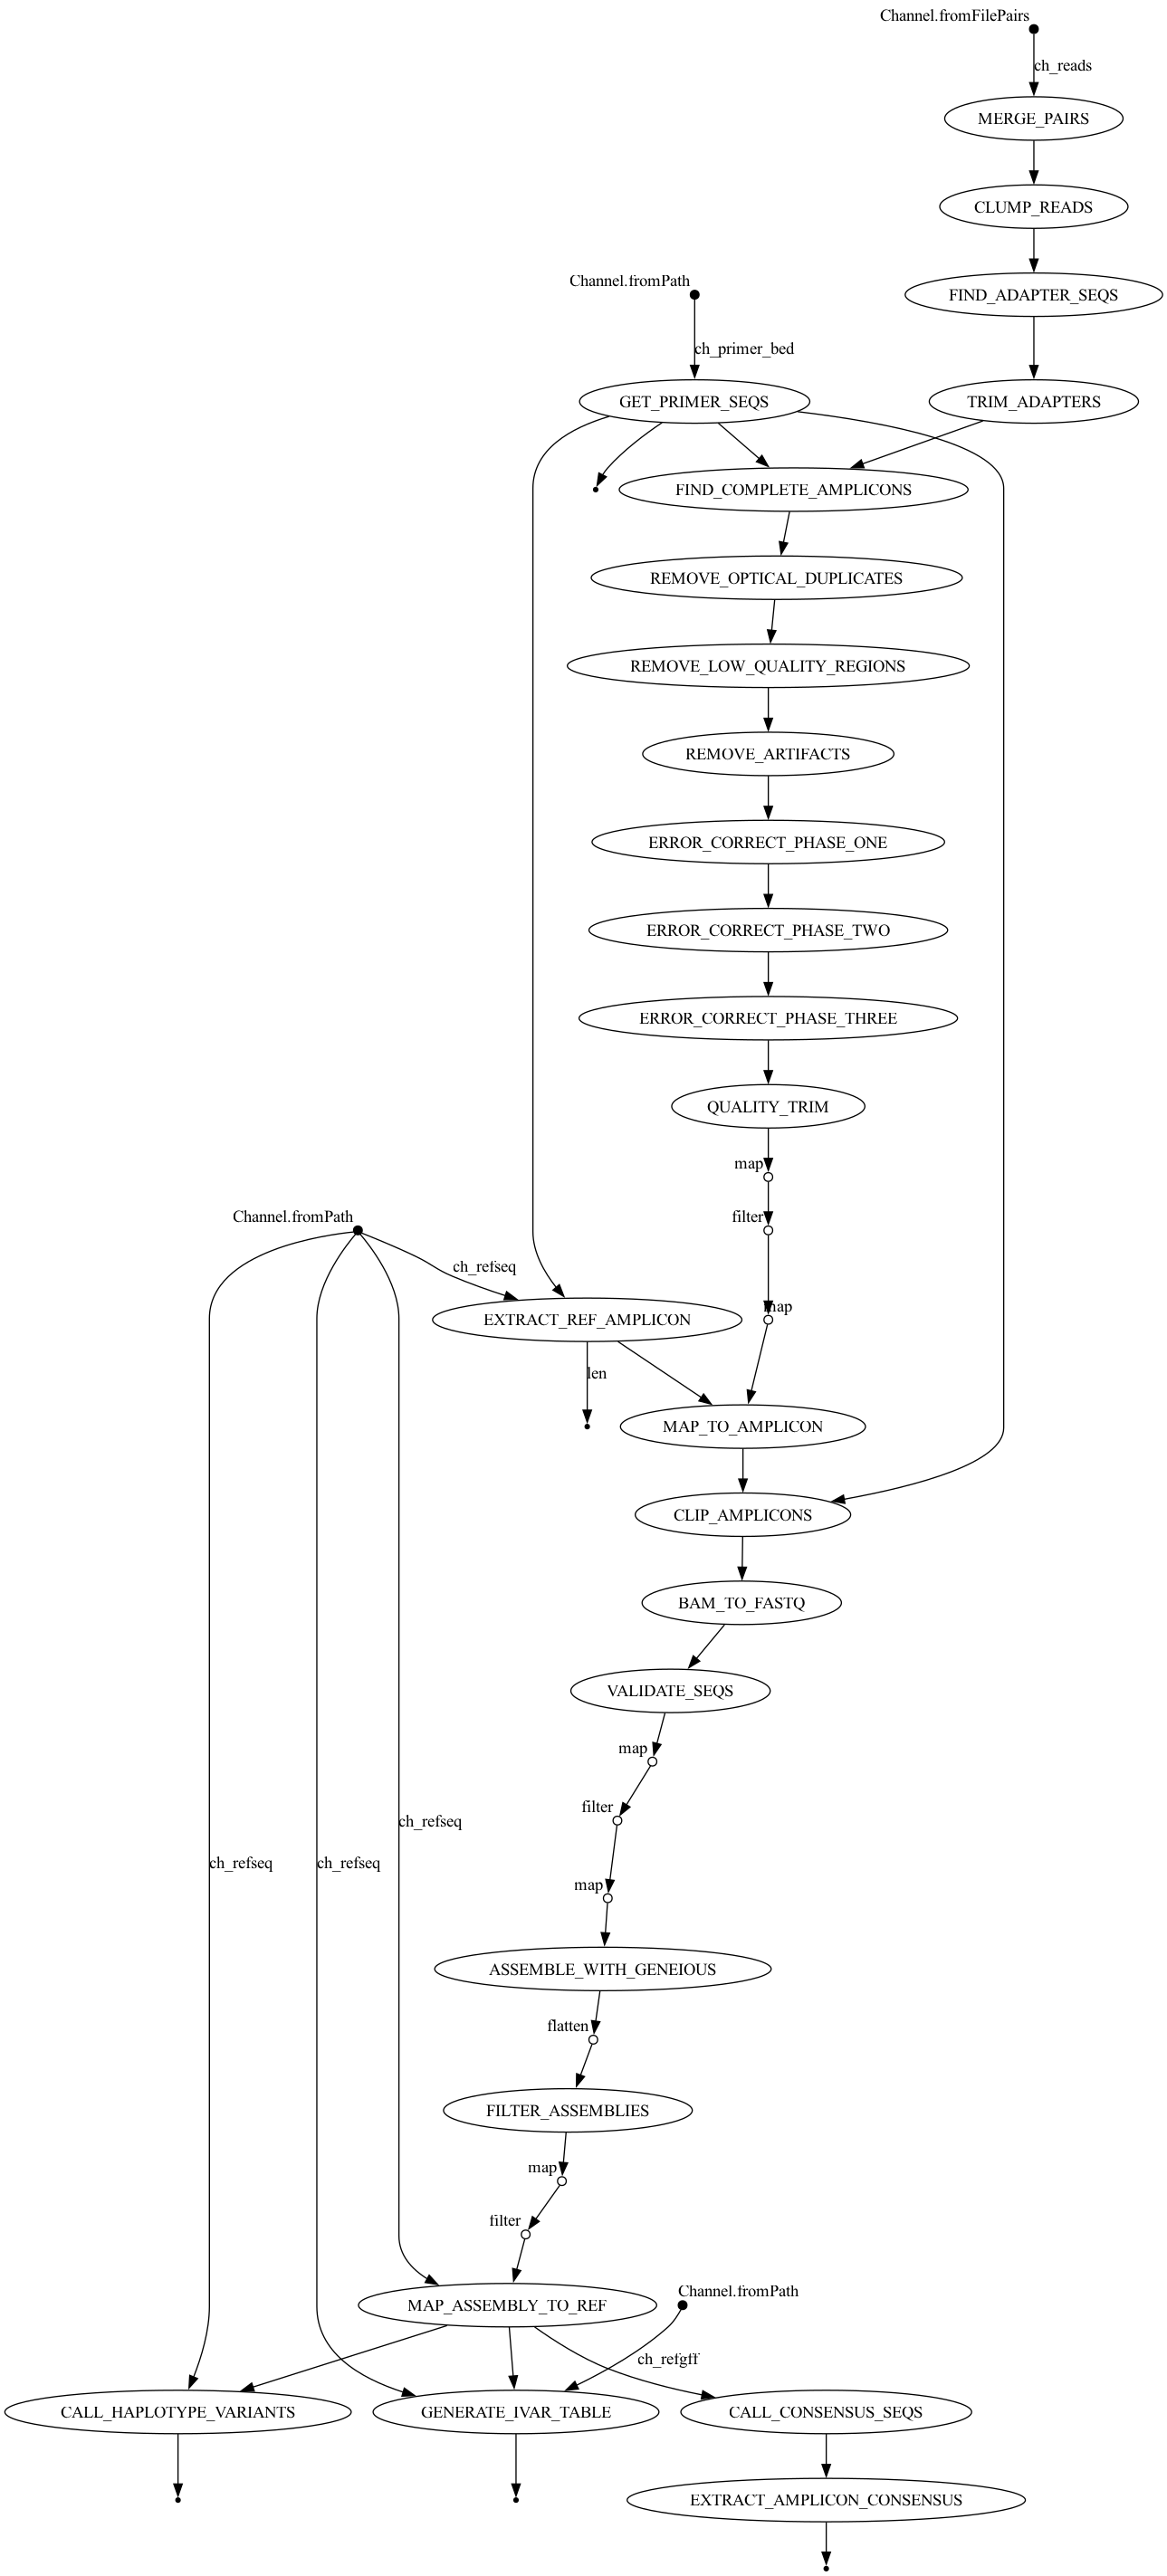 Channel.fromFilePairs
ch_reads
MERGE_PAIRS
CLUMP_READS
Channel.fromPath
FIND_ADAPTER_SEQS
ch_primer_bed
GET_PRIMER_SEQS
TRIM_ADAPTERS
FIND_COMPLETE_AMPLICONS
REMOVE_OPTICAL_DUPLICATES
REMOVE_LOW_QUALITY_REGIONS
REMOVE_ARTIFACTS
ERROR_CORRECT_PHASE_ONE
ERROR_CORRECT_PHASE_TWO
ERROR_CORRECT_PHASE_THREE
QUALITY_TRIM
map
Channel.fromPath
filter
ch_refseq
map
EXTRACT_REF_AMPLICON
len
MAP_TO_AMPLICON
CLIP_AMPLICONS
BAM_TO_FASTQ
VALIDATE_SEQS
map
filter
ch_refseq
ch_refseq
ch_refseq
map
ASSEMBLE_WITH_GENEIOUS
flatten
FILTER_ASSEMBLIES
map
filter
Channel.fromPath
MAP_ASSEMBLY_TO_REF
ch_refgff
CALL_HAPLOTYPE_VARIANTS
GENERATE_IVAR_TABLE
CALL_CONSENSUS_SEQS
EXTRACT_AMPLICON_CONSENSUS